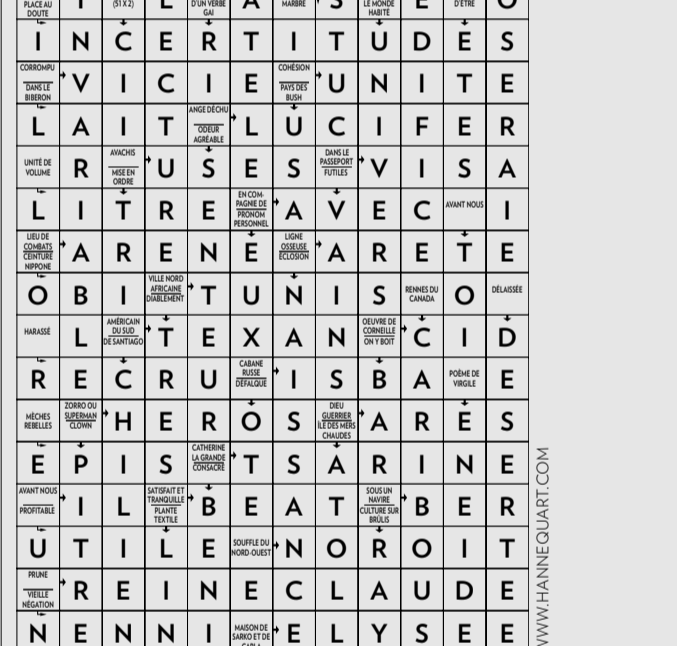 PLACE AU DOUTE (51 X 2) L D'UN VERBE GAI A MARBRE S LE MONDE HABITÉ E D'ÊTRE O
I N C E R T I T U D E S
CORROMPU DANS LE BIBERON V I C I E COHÉSION PAYS DES BUSH U N I T E
L A I T ANGE DÉCHU ODEUR AGRÉABLE L U C I F E R
UNITÉ DE VOLUME R AVACHIS MISE EN ORDRE U S E S DANS LE PASSEPORT FUTILES V I S A
L I T R E EN COM-PAGNIE DE PRONOM PERSONNEL A V E C AVANT NOUS I
LIEU DE COMBATS CEINTURE NIPPONE A R E N E LIGNE OSSEUSE ÉCLOSION A R E T E
O B I VILLE NORD AFRICAINE DIABLEMENT T U N I S RENNES DU CANADA O DÉLAISSÉE
HARASSÉ L AMÉRICAIN DU SUD DE SANTIAGO T E X A N OEUVRE DE CORNEILLE ON Y BOIT C I D
R E C R U CABANE RUSSE DÉFALQUE I S B A POÈME DE VIRGILE E
MÈCHES REBELLES ZORRO OU SUPERMAN CLOWN H E R O S DIEU GUERRIER ÎLE DES MERS CHAUDES A R E S
E P I S CATHERINE LA GRANDE CONSACRÉ T S A R I N E
AVANT NOUS PROFITABLE I L SATISFAIT ET TRANQUILLE PLANTE TEXTILE B E A T SOUS UN NAVIRE CULTURE SUR BRÛLIS B E R
U T I L E SOUFFLE DU NORD-OUEST N O R O I T
PRUNE VIEILLE NÉGATION R E I N E C L A U D E
N E N N I MAISON DE SARKO ET DE E L Y S E E
WWW.HANNEQUART.COM